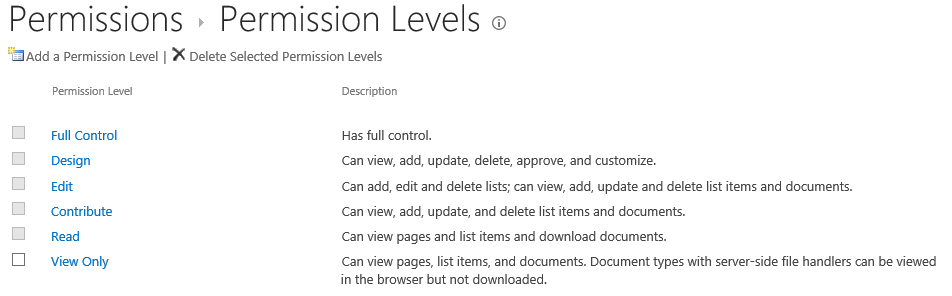 Permissions ▸ Permission Levels
Add a Permission Level | Delete Selected Permission Levels
Permission Level Description
Full Control Has full control.
Design Can view, add, update, delete, approve, and customize.
Edit Can add, edit and delete lists; can view, add, update and delete list items and documents.
Contribute Can view, add, update, and delete list items and documents.
Read Can view pages and list items and download documents.
View Only Can view pages, list items, and documents. Document types with server-side file handlers can be viewed
in the browser but not downloaded.